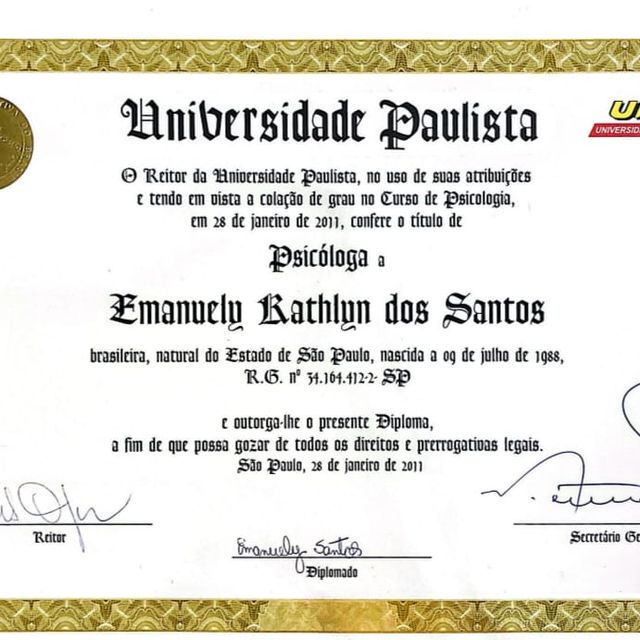 Universidade Paulista
UNIVERSIDA
O Reitor da Universidade Paulista, no uso de suas atribuições
e tendo em vista a colação de grau no Curso de Psicologia,
em 28 de janeiro de 2011, confere o título de
Psicóloga a
Emanuely Kathlyn dos Santos
brasileira, natural do Estado de São Paulo, nascida a 09 de julho de 1988,
R.G. nº 34.164.412-2- SP
e outorga-lhe o presente Diploma,
a fim de que possa gozar de todos os direitos e prerrogativas legais.
São Paulo, 28 de janeiro de 2011
Reitor
Secretário Ge
Emanuely Santos
Diplomado